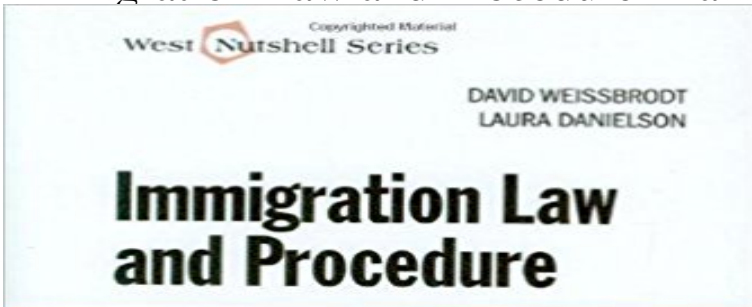 Copyrighted Material
West Nutshell Series
DAVID WEISSBRODT
LAURA DANIELSON
Immigration Law
and Procedure